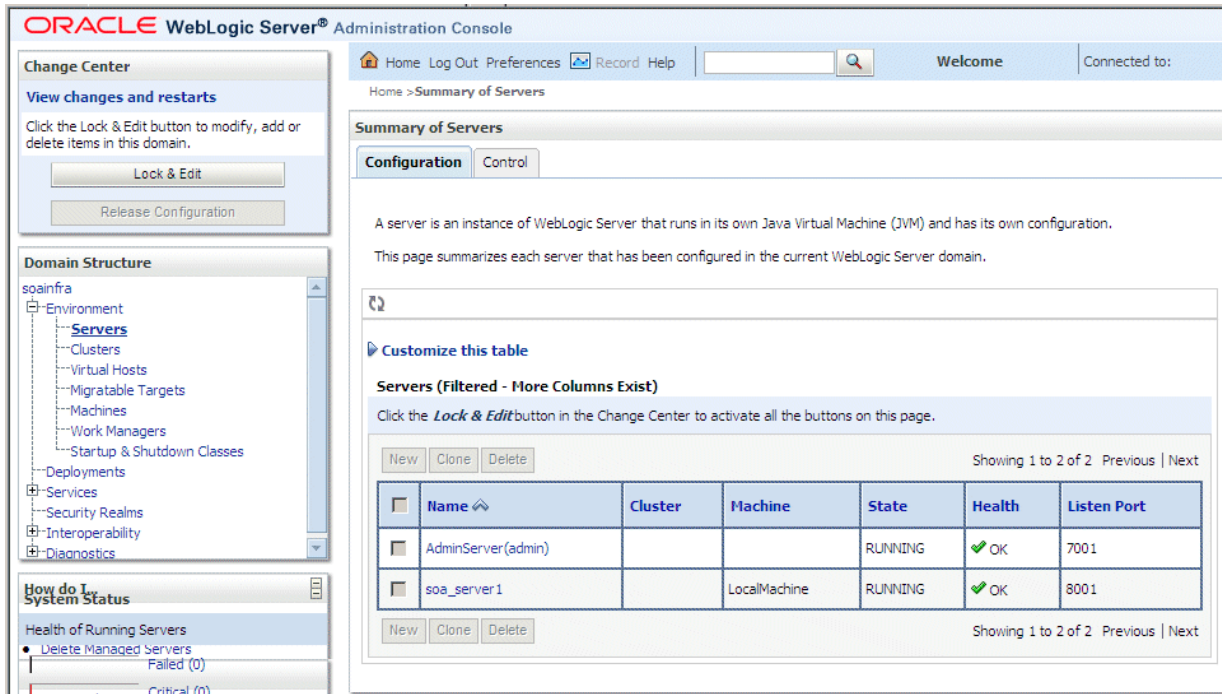 ORACLE WebLogic Server® Administration Console
Change Center
View changes and restarts
Click the Lock & Edit button to modify, add or
delete items in this domain.
Lock & Edit
Release Configuration
Domain Structure
soainfra
Environment
Servers
Clusters
Virtual Hosts
Migratable Targets
Machines
Work Managers
Startup & Shutdown Classes
Deployments
Services
Security Realms
Interoperability
Diagnostics
How do I...
System Status
Health of Running Servers
Delete Managed Servers
Failed (0)
Critical (0)
Home Log Out Preferences Record Help
Welcome
Connected to:
Home >Summary of Servers
Summary of Servers
Configuration Control
A server is an instance of WebLogic Server that runs in its own Java Virtual Machine (JVM) and has its own configuration.
This page summarizes each server that has been configured in the current WebLogic Server domain.
Customize this table
Servers (Filtered - More Columns Exist)
Click the Lock & Edit button in the Change Center to activate all the buttons on this page.
New Clone Delete Showing 1 to 2 of 2 Previous | Next
Name Cluster Machine State Health Listen Port
AdminServer(admin) RUNNING OK 7001
soa_server1 LocalMachine RUNNING OK 8001
New Clone Delete Showing 1 to 2 of 2 Previous | Next